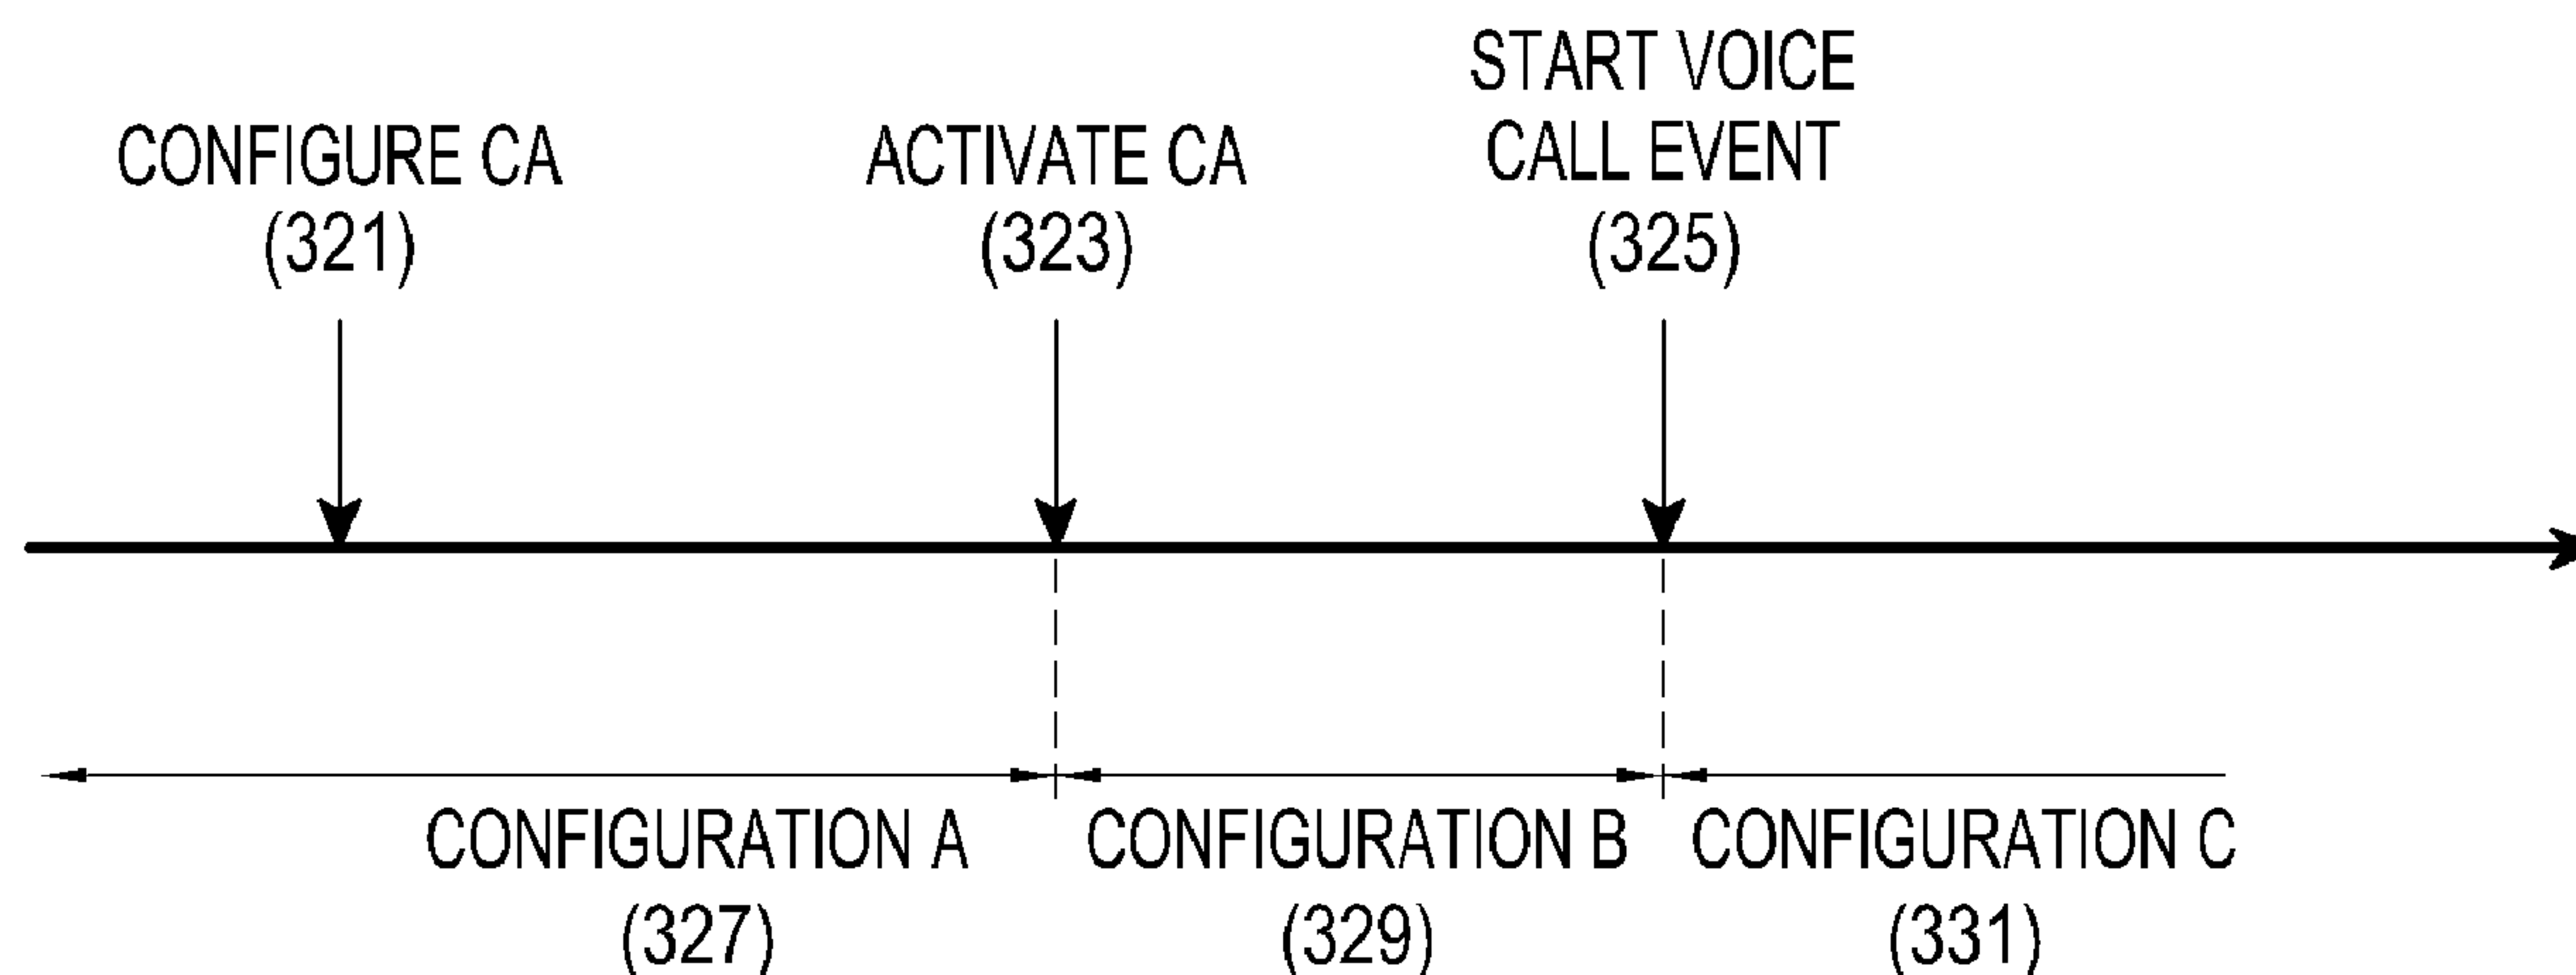 CONFIGURE CA
(321)
ACTIVATE CA
(323)
START VOICE
CALL EVENT
(325)
CONFIGURATION A
(327)
CONFIGURATION B
(329)
CONFIGURATION C
(331)